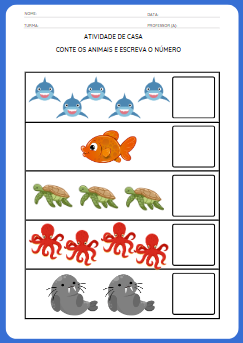 NOME: DATA:
TURMA: PROFESSOR (A):
ATIVIDADE DE CASA
CONTE OS ANIMAIS E ESCREVA O NÚMERO